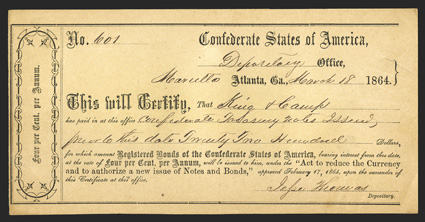 No. 601 Confederate States of America,
Depository Office,
Marietta Atlanta, Ga., March 18 1864.
This will Certify, That King & Camp
has paid in at this office Confederate Treasury Notes Issued
prior to this date Twenty Two Hundred Dollars,
for which amount Registered Bonds of the Confederate States of America, bearing interest from this date,
at the rate of Four per Cent. per Annum, will be issued to him, under the "Act to reduce the Currency
and to authorize a new issue of Notes and Bonds," approved February 17, 1864, upon the surrender of
this Certificate at this office.
Thomas
Depositary.
Four per Cent. per Annum.